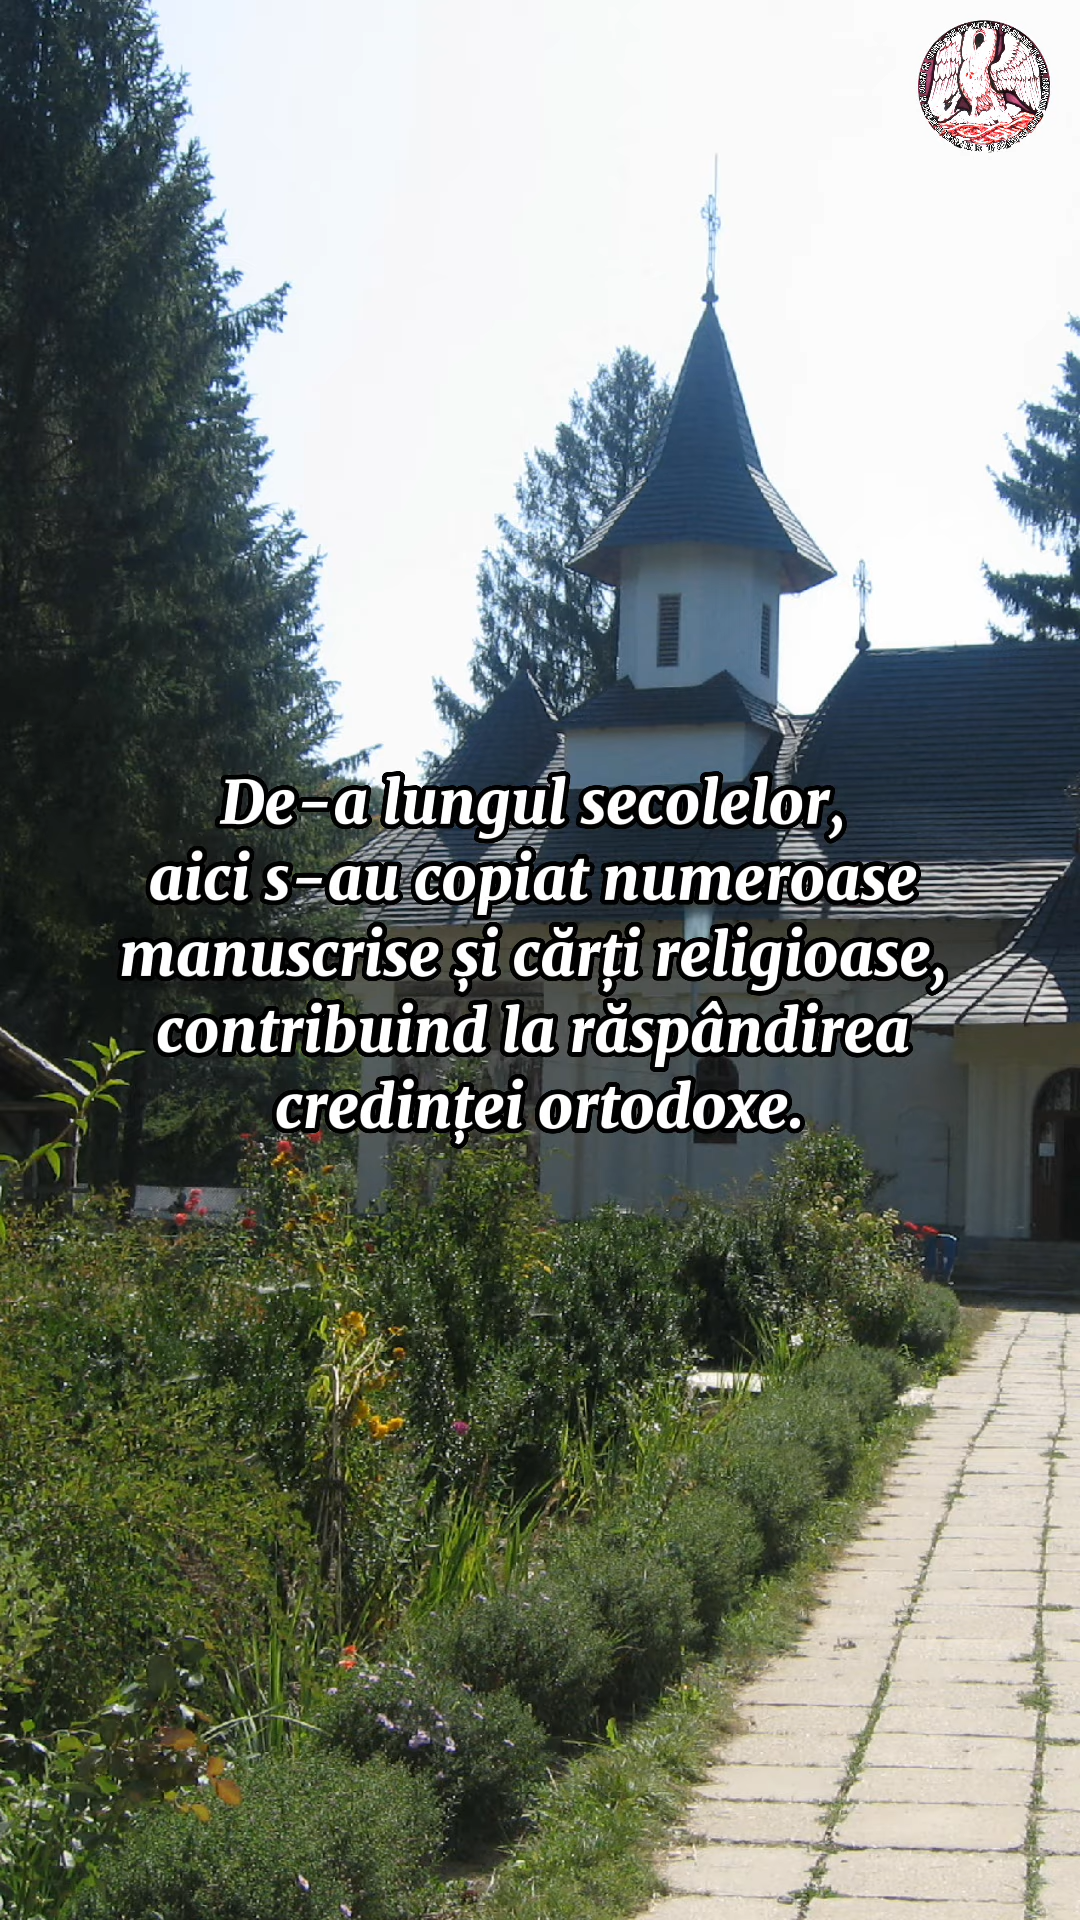 De-a lungul secolelor,
aici s-au copiat numeroase
manuscrise și cărți religioase,
contribuind la răspândirea
credinței ortodoxe.